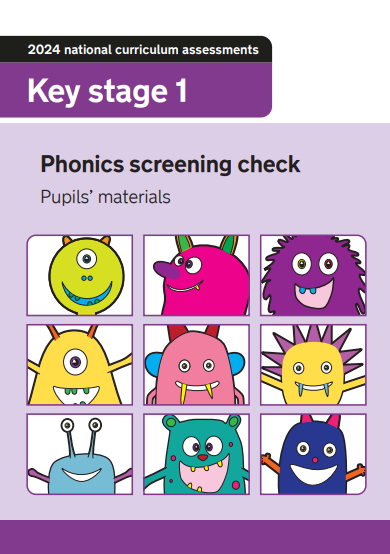 2024 national curriculum assessments
Key stage 1
Phonics screening check
Pupils’ materials